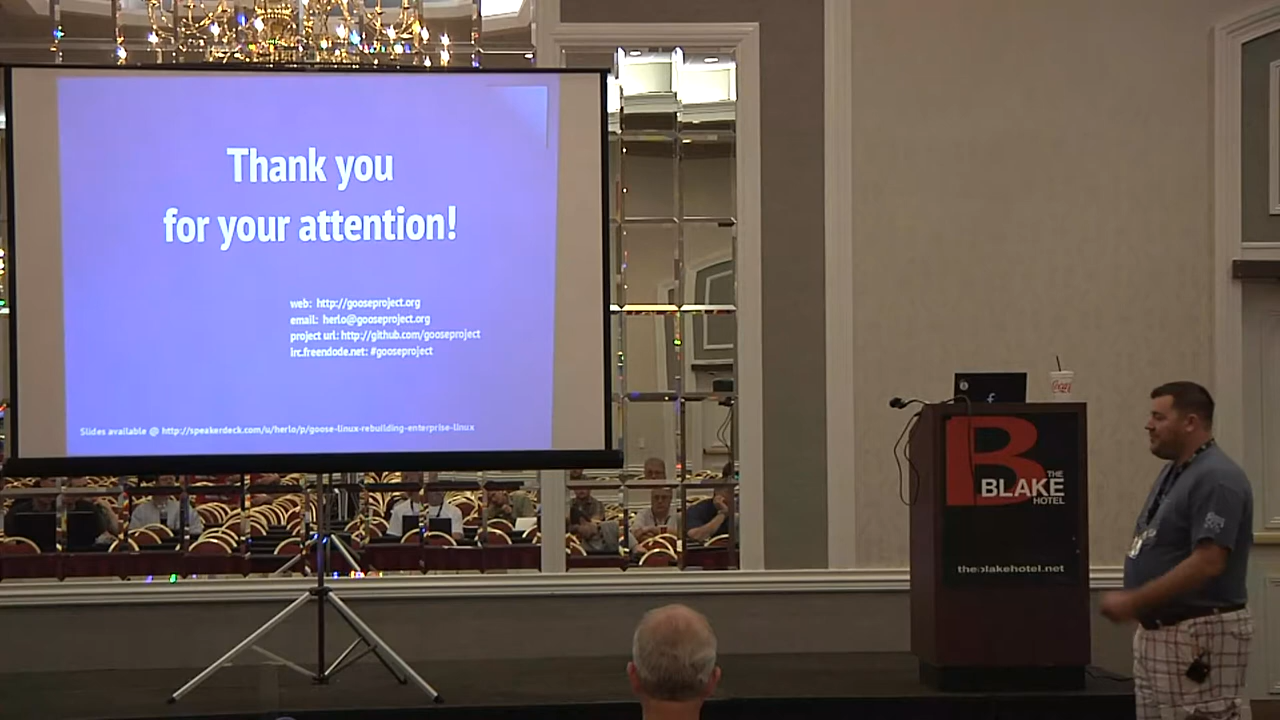 Thank you
for your attention!
web: http://gooseproject.org
email: herlo@gooseproject.org
project url: http://github.com/gooseproject
irc.freendode.net: #gooseproject
Slides available @ http://speakerdeck.com/u/herlo/p/goose-linux-rebuilding-enterprise-linux
B
THE
BLAKE
HOTEL
theblakehotel.net
f